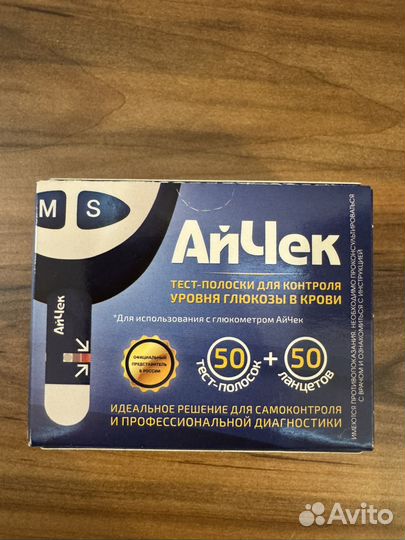 M S
АйЧек
ТЕСТ-ПОЛОСКИ ДЛЯ КОНТРОЛЯ
УРОВНЯ ГЛЮКОЗЫ В КРОВИ
*Для использования с глюкометром АйЧек
АйЧек
ОФИЦИАЛЬНЫЙ
ПРЕДСТАВИТЕЛЬ
В РОССИИ
50
ТЕСТ-ПОЛОСОК
+
50
ЛАНЦЕТОВ
ИДЕАЛЬНОЕ РЕШЕНИЕ ДЛЯ САМОКОНТРОЛЯ
И ПРОФЕССИОНАЛЬНОЙ ДИАГНОСТИКИ
ИМЕЮТСЯ ПРОТИВОПОКАЗАНИЯ. НЕОБХОДИМО ПРОКОНСУЛЬТИРОВАТЬСЯ
С ВРАЧОМ И ОЗНАКОМИТЬСЯ С ИНСТРУКЦИЕЙ
Avito